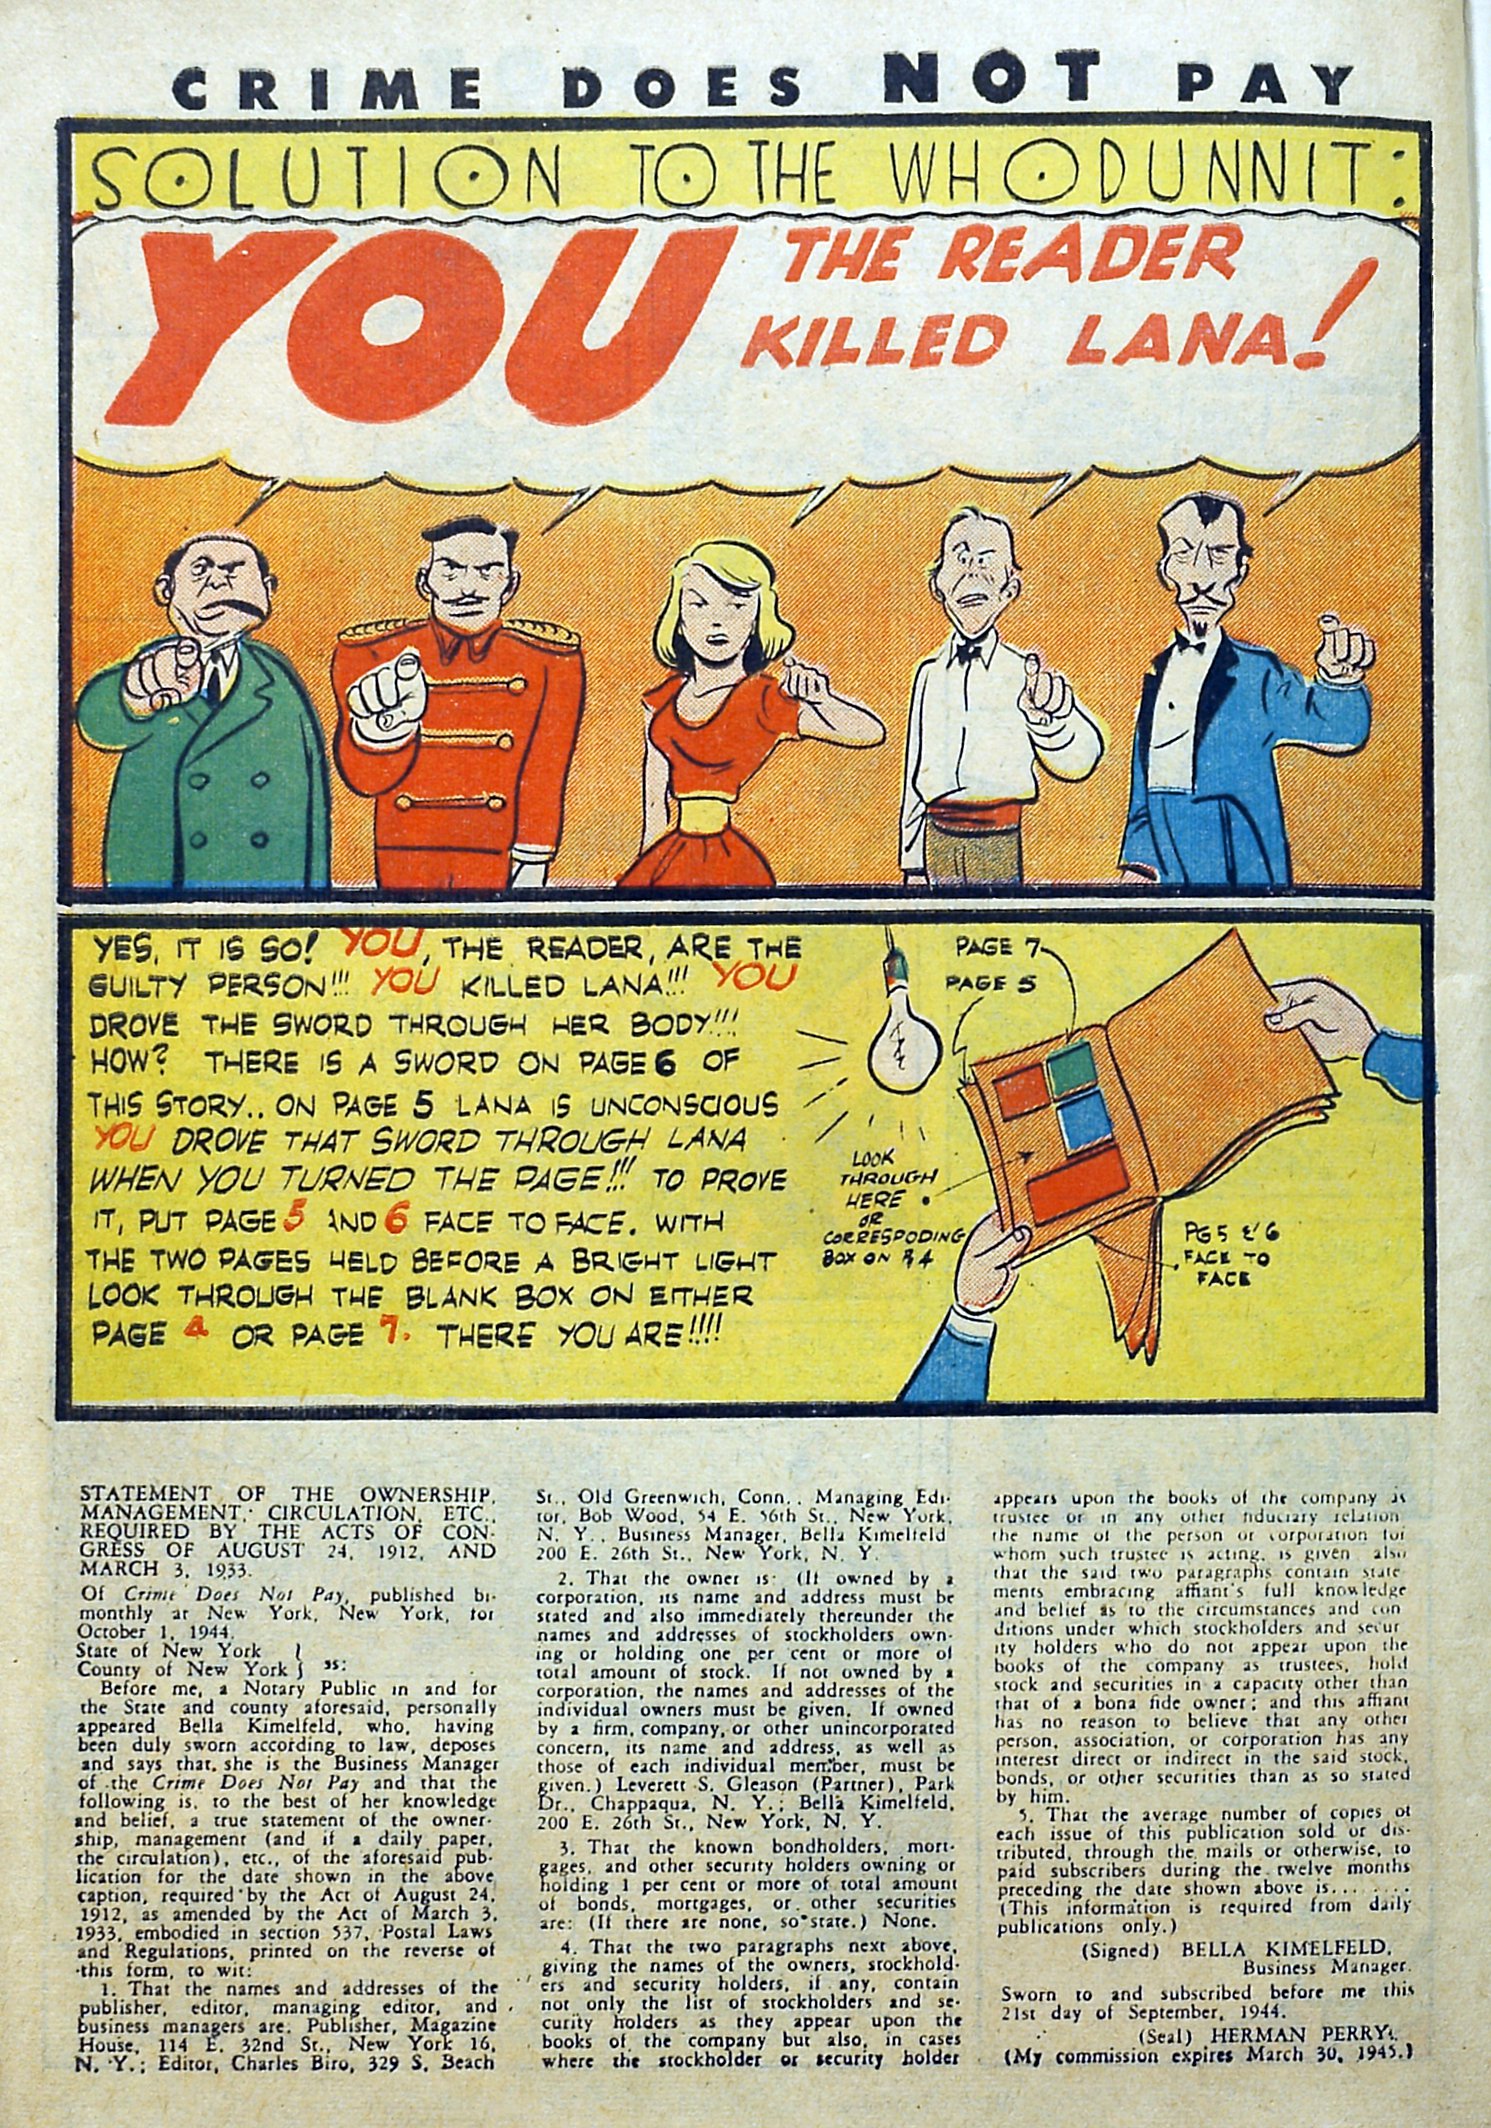 CRIME DOES NOT PAY
SOLUTION TO THE WHODUNNIT:
YOU THE READER
KILLED LANA!
YES, IT IS SO! YOU, THE READER, ARE THE
GUILTY PERSON!!! YOU KILLED LANA!!! YOU
DROVE THE SWORD THROUGH HER BODY!!!
HOW? THERE IS A SWORD ON PAGE 6 OF
THIS STORY.. ON PAGE 5 LANA IS UNCONSCIOUS
YOU DROVE THAT SWORD THROUGH LANA
WHEN YOU TURNED THE PAGE!!! TO PROVE
IT, PUT PAGE 5 AND 6 FACE TO FACE. WITH
THE TWO PAGES HELD BEFORE A BRIGHT LIGHT
LOOK THROUGH THE BLANK BOX ON EITHER
PAGE 4 OR PAGE 7. THERE YOU ARE!!!!
PAGE 7
PAGE 5
LOOK
THROUGH
HERE
OR
CORRESPODING
BOX ON P. 4
PG 5 & 6
FACE TO
FACE
STATEMENT OF THE OWNERSHIP,
MANAGEMENT, CIRCULATION, ETC.,
REQUIRED BY THE ACTS OF CON-
GRESS OF AUGUST 24, 1912, AND
MARCH 3, 1933.
Of Crime Does Not Pay, published bi-
monthly at New York, New York, for
October 1, 1944.
State of New York
County of New York } ss:
Before me, a Notary Public in and for
the State and county aforesaid, personally
appeared Bella Kimelfeld, who, having
been duly sworn according to law, deposes
and says that she is the Business Manager
of the Crime Does Not Pay and that the
following is, to the best of her knowledge
and belief, a true statement of the owner-
ship, management (and if a daily paper,
the circulation), etc., of the aforesaid pub-
lication for the date shown in the above
caption, required by the Act of August 24,
1912, as amended by the Act of March 3,
1933, embodied in section 537, Postal Laws
and Regulations, printed on the reverse of
this form, to wit:
1. That the names and addresses of the
publisher, editor, managing editor, and
business managers are: Publisher, Magazine
House, 114 E. 32nd St., New York 16,
N. Y.; Editor, Charles Biro, 329 S. Beach
St., Old Greenwich, Conn., Managing Edi-
tor, Bob Wood, 54 E. 56th St., New York,
N. Y., Business Manager, Bella Kimelfeld
200 E. 26th St., New York, N. Y.
2. That the owner is: (If owned by a
corporation, its name and address must be
stated and also immediately thereunder the
names and addresses of stockholders own-
ing or holding one per cent or more of
total amount of stock. If not owned by a
corporation, the names and addresses of the
individual owners must be given. If owned
by a firm, company, or other unincorporated
concern, its name and address, as well as
those of each individual member, must be
given.) Leverett S. Gleason (Partner), Park
Dr., Chappaqua, N. Y.; Bella Kimelfeld,
200 E. 26th St., New York, N. Y.
3. That the known bondholders, mort-
gages, and other security holders owning or
holding 1 per cent or more of total amount
of bonds, mortgages, or other securities
are: (If there are none, so state.) None.
4. That the two paragraphs next above,
giving the names of the owners, stockhold-
ers and security holders, if any, contain
not only the list of stockholders and se-
curity holders as they appear upon the
books of the company but also, in cases
where the stockholder or security holder
appears upon the books of the company as
trustee or in any other fiduciary relation
the name of the person or corporation for
whom such trustee is acting, is given also
that the said two paragraphs contain state
ments embracing affiant's full knowledge
and belief as to the circumstances and con
ditions under which stockholders and secur
ity holders who do not appear upon the
books of the company as trustees, hold
stock and securities in a capacity other than
that of a bona fide owner; and this affiant
has no reason to believe that any other
person, association, or corporation has any
interest direct or indirect in the said stock,
bonds, or other securities than as so stated
by him.
5. That the average number of copies of
each issue of this publication sold or dis-
tributed, through the mails or otherwise, to
paid subscribers during the twelve months
preceding the date shown above is........
(This information is required from daily
publications only.)
(Signed) BELLA KIMELFELD,
Business Manager.
Sworn to and subscribed before me this
21st day of September, 1944.
(Seal) HERMAN PERRY.
(My commission expires March 30, 1945.)